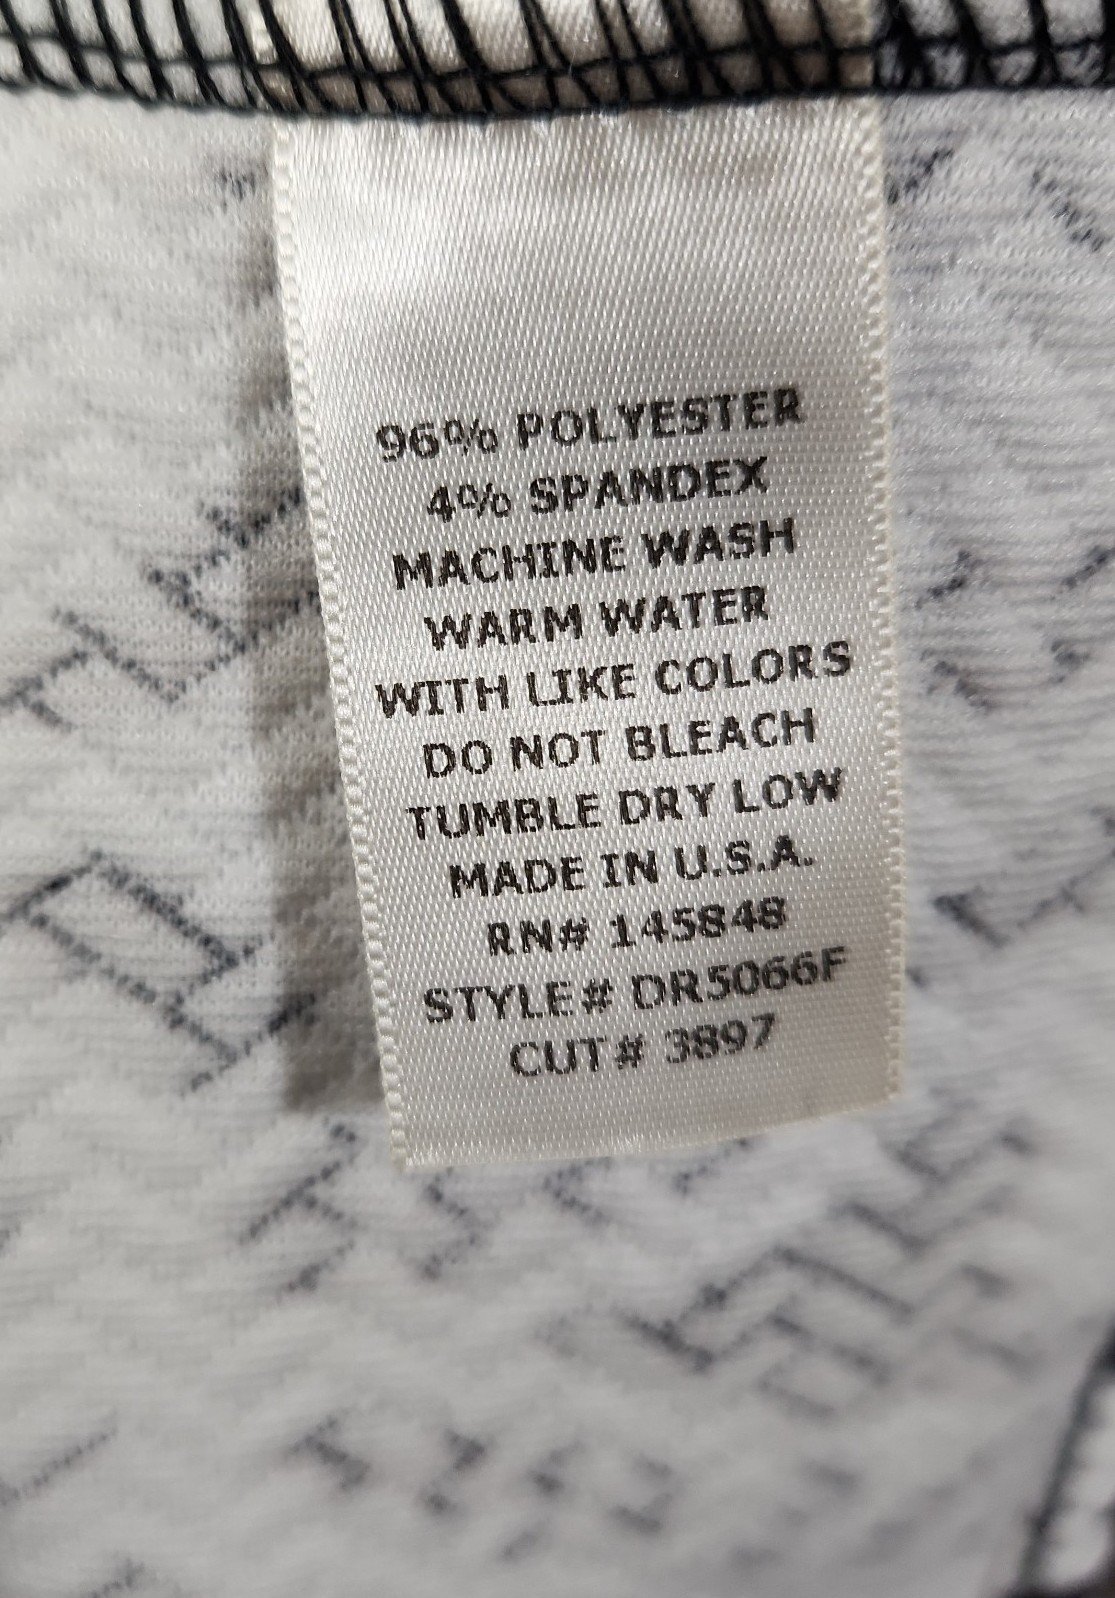 96% POLYESTER
4% SPANDEX
MACHINE WASH
WARM WATER
WITH LIKE COLORS
DO NOT BLEACH
TUMBLE DRY LOW
MADE IN U.S.A.
RN# 145848
STYLE# DR5066F
CUT# 3897